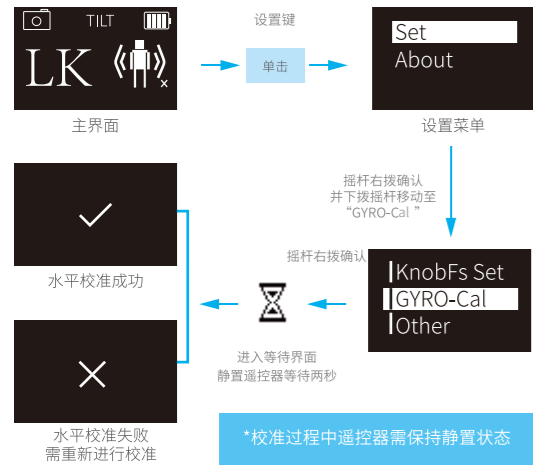 TILT
LK
x
主界面
设置键
单击
Set
About
设置菜单
摇杆右拨确认
并下拨摇杆移动至
“GYRO-Cal ”
KnobFs Set
GYRO-Cal
Other
摇杆右拨确认
进入等待界面
静置遥控器等待两秒
水平校准成功
水平校准失败
需重新进行校准
*校准过程中遥控器需保持静置状态